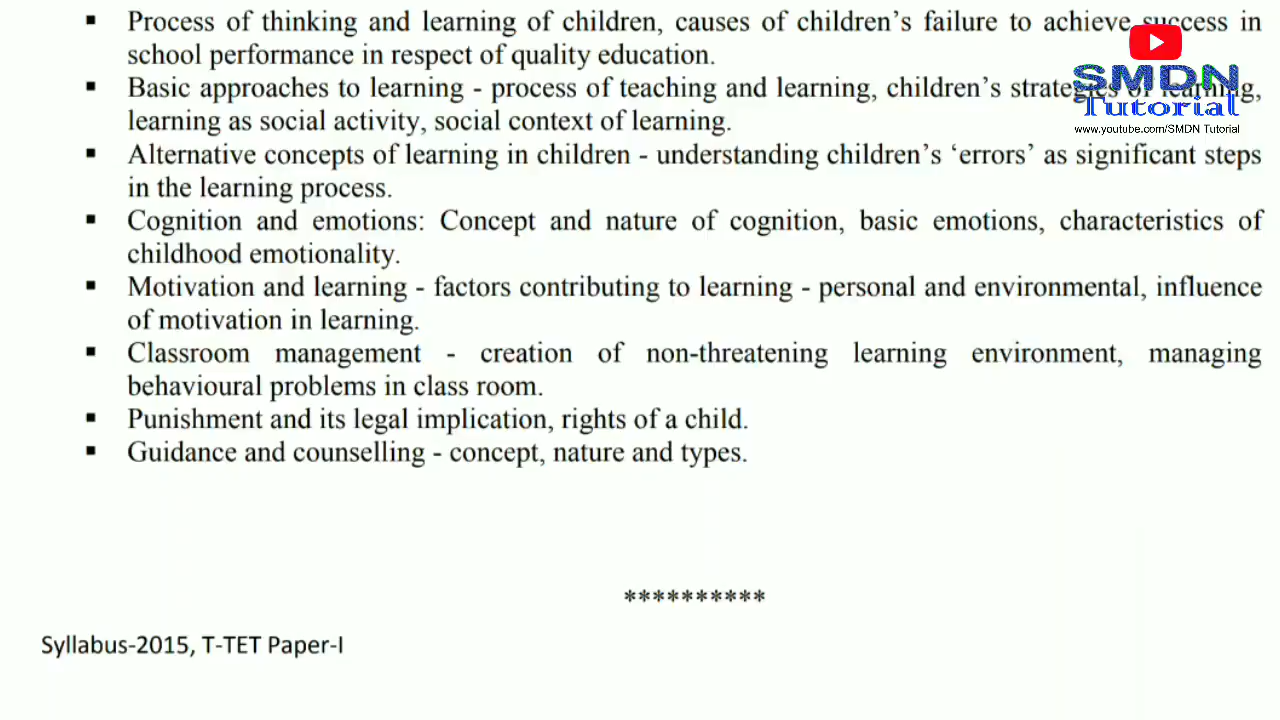 ▪ Process of thinking and learning of children, causes of children’s failure to achieve success in
school performance in respect of quality education.
▪ Basic approaches to learning - process of teaching and learning, children’s strategies of learning,
learning as social activity, social context of learning.
▪ Alternative concepts of learning in children - understanding children’s ‘errors’ as significant steps
in the learning process.
▪ Cognition and emotions: Concept and nature of cognition, basic emotions, characteristics of
childhood emotionality.
▪ Motivation and learning - factors contributing to learning - personal and environmental, influence
of motivation in learning.
▪ Classroom management - creation of non-threatening learning environment, managing
behavioural problems in class room.
▪ Punishment and its legal implication, rights of a child.
▪ Guidance and counselling - concept, nature and types.
**********
Syllabus-2015, T-TET Paper-I
SMDN
Tutorial
www.youtube.com/SMDN Tutorial